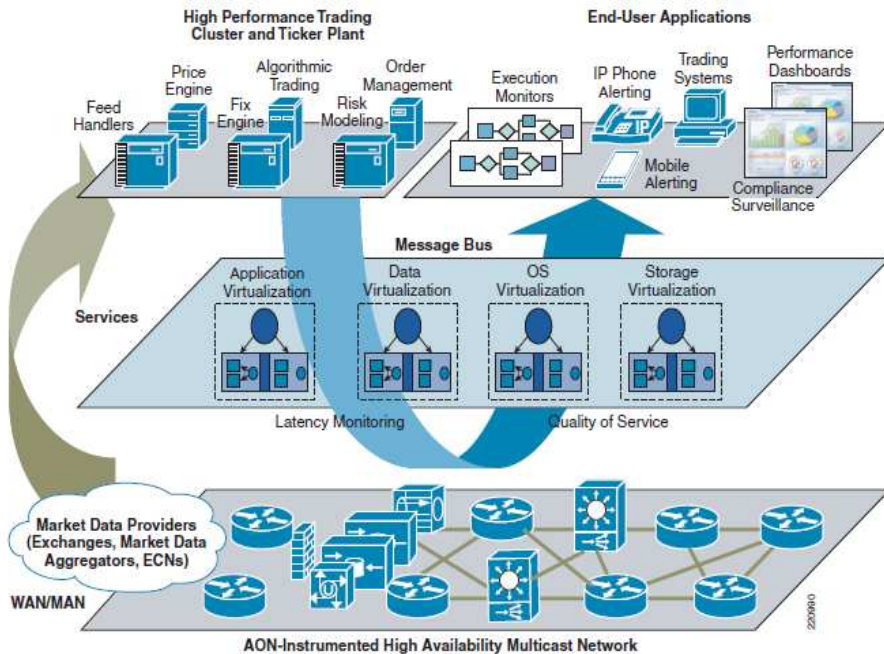 High Performance Trading
Cluster and Ticker Plant
End-User Applications
Feed
Handlers
Price
Engine
Fix
Engine
Algorithmic
Trading
Risk
Modeling
Order
Management
Execution
Monitors
IP Phone
Alerting
IP
Trading
Systems
Performance
Dashboards
Mobile
Alerting
Compliance
Surveillance
Message Bus
Services
Application
Virtualization
Data
Virtualization
OS
Virtualization
Storage
Virtualization
Latency Monitoring
Quality of Service
Market Data Providers
(Exchanges, Market Data
Aggregators, ECNs)
WAN/MAN
AON-Instrumented High Availability Multicast Network
220990